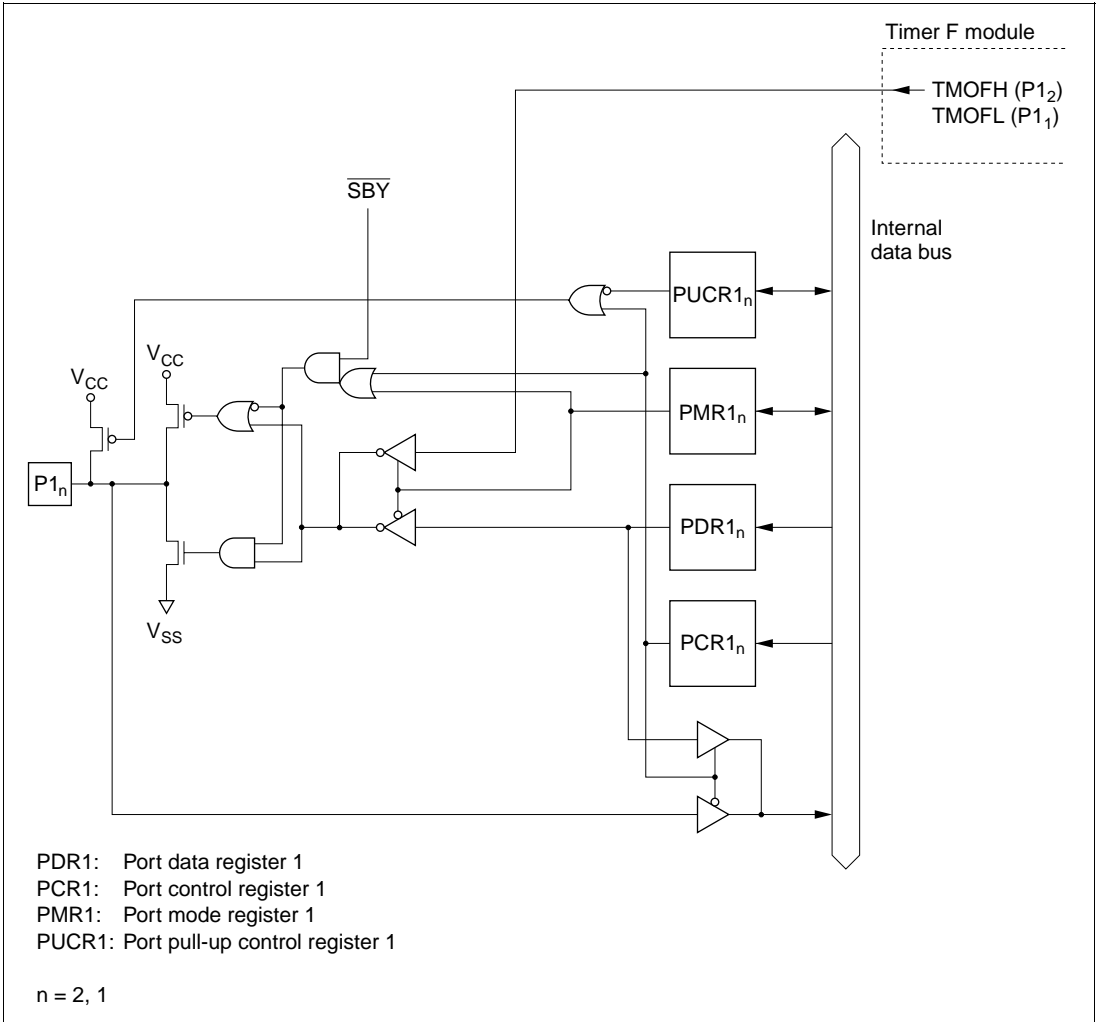 Timer F module
TMOFH (P1₂)
TMOFL (P1₁)
SBY
Internal
data bus
PUCR1ₙ
V_CC
V_CC
PMR1ₙ
P1ₙ
PDR1ₙ
V_SS
PCR1ₙ
PDR1: Port data register 1
PCR1: Port control register 1
PMR1: Port mode register 1
PUCR1: Port pull-up control register 1
n = 2, 1